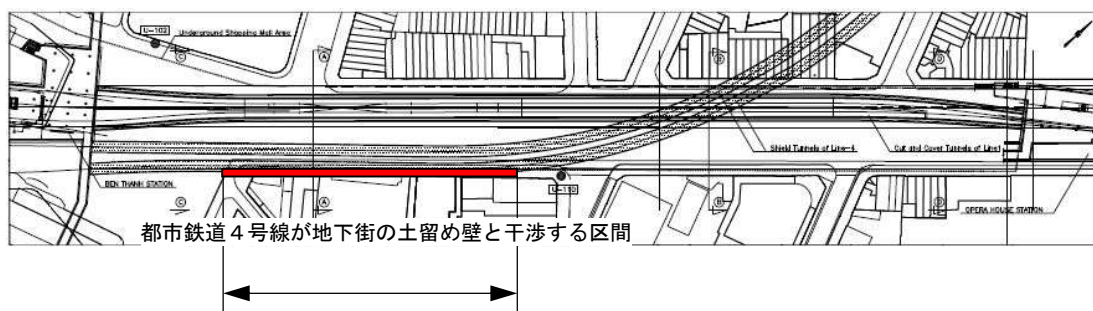 U-102
Underground Shopping Mall Area
C
A
B
D
Shield Tunnels of Line-4
Cut and Cover Tunnels of Line1
BEN THANH STATION
U-110
OPERA HOUSE STATION
C
A
B
D
都市鉄道４号線が地下街の土留め壁と干渉する区間